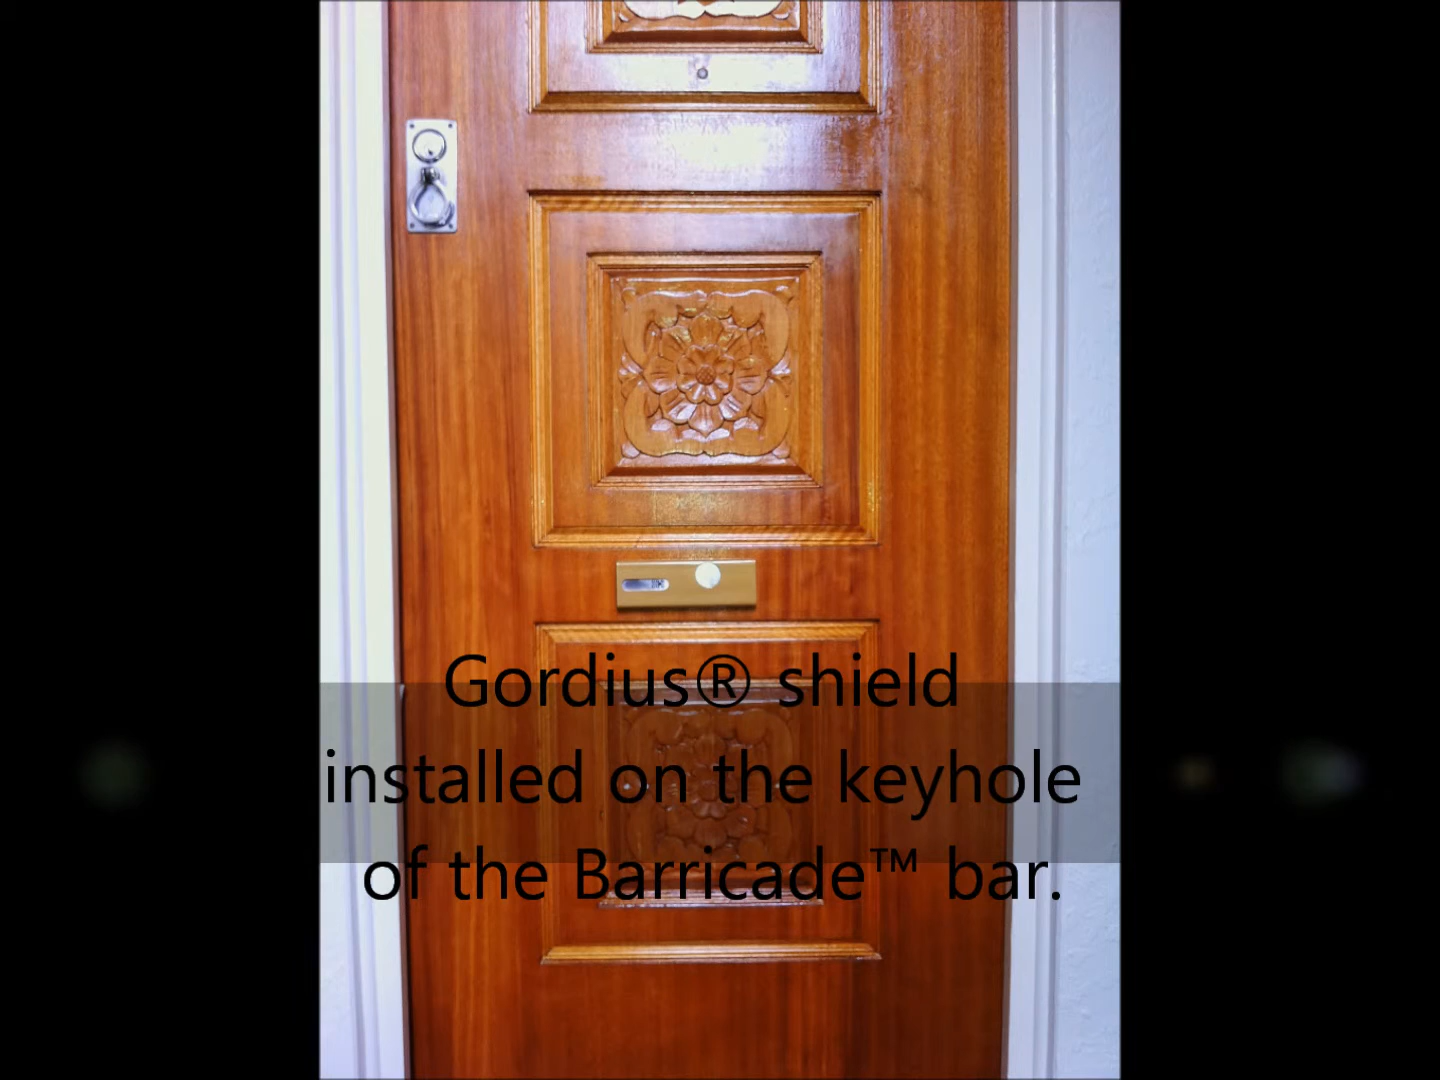 Gordius® shield
installed on the keyhole
of the Barricade™ bar.